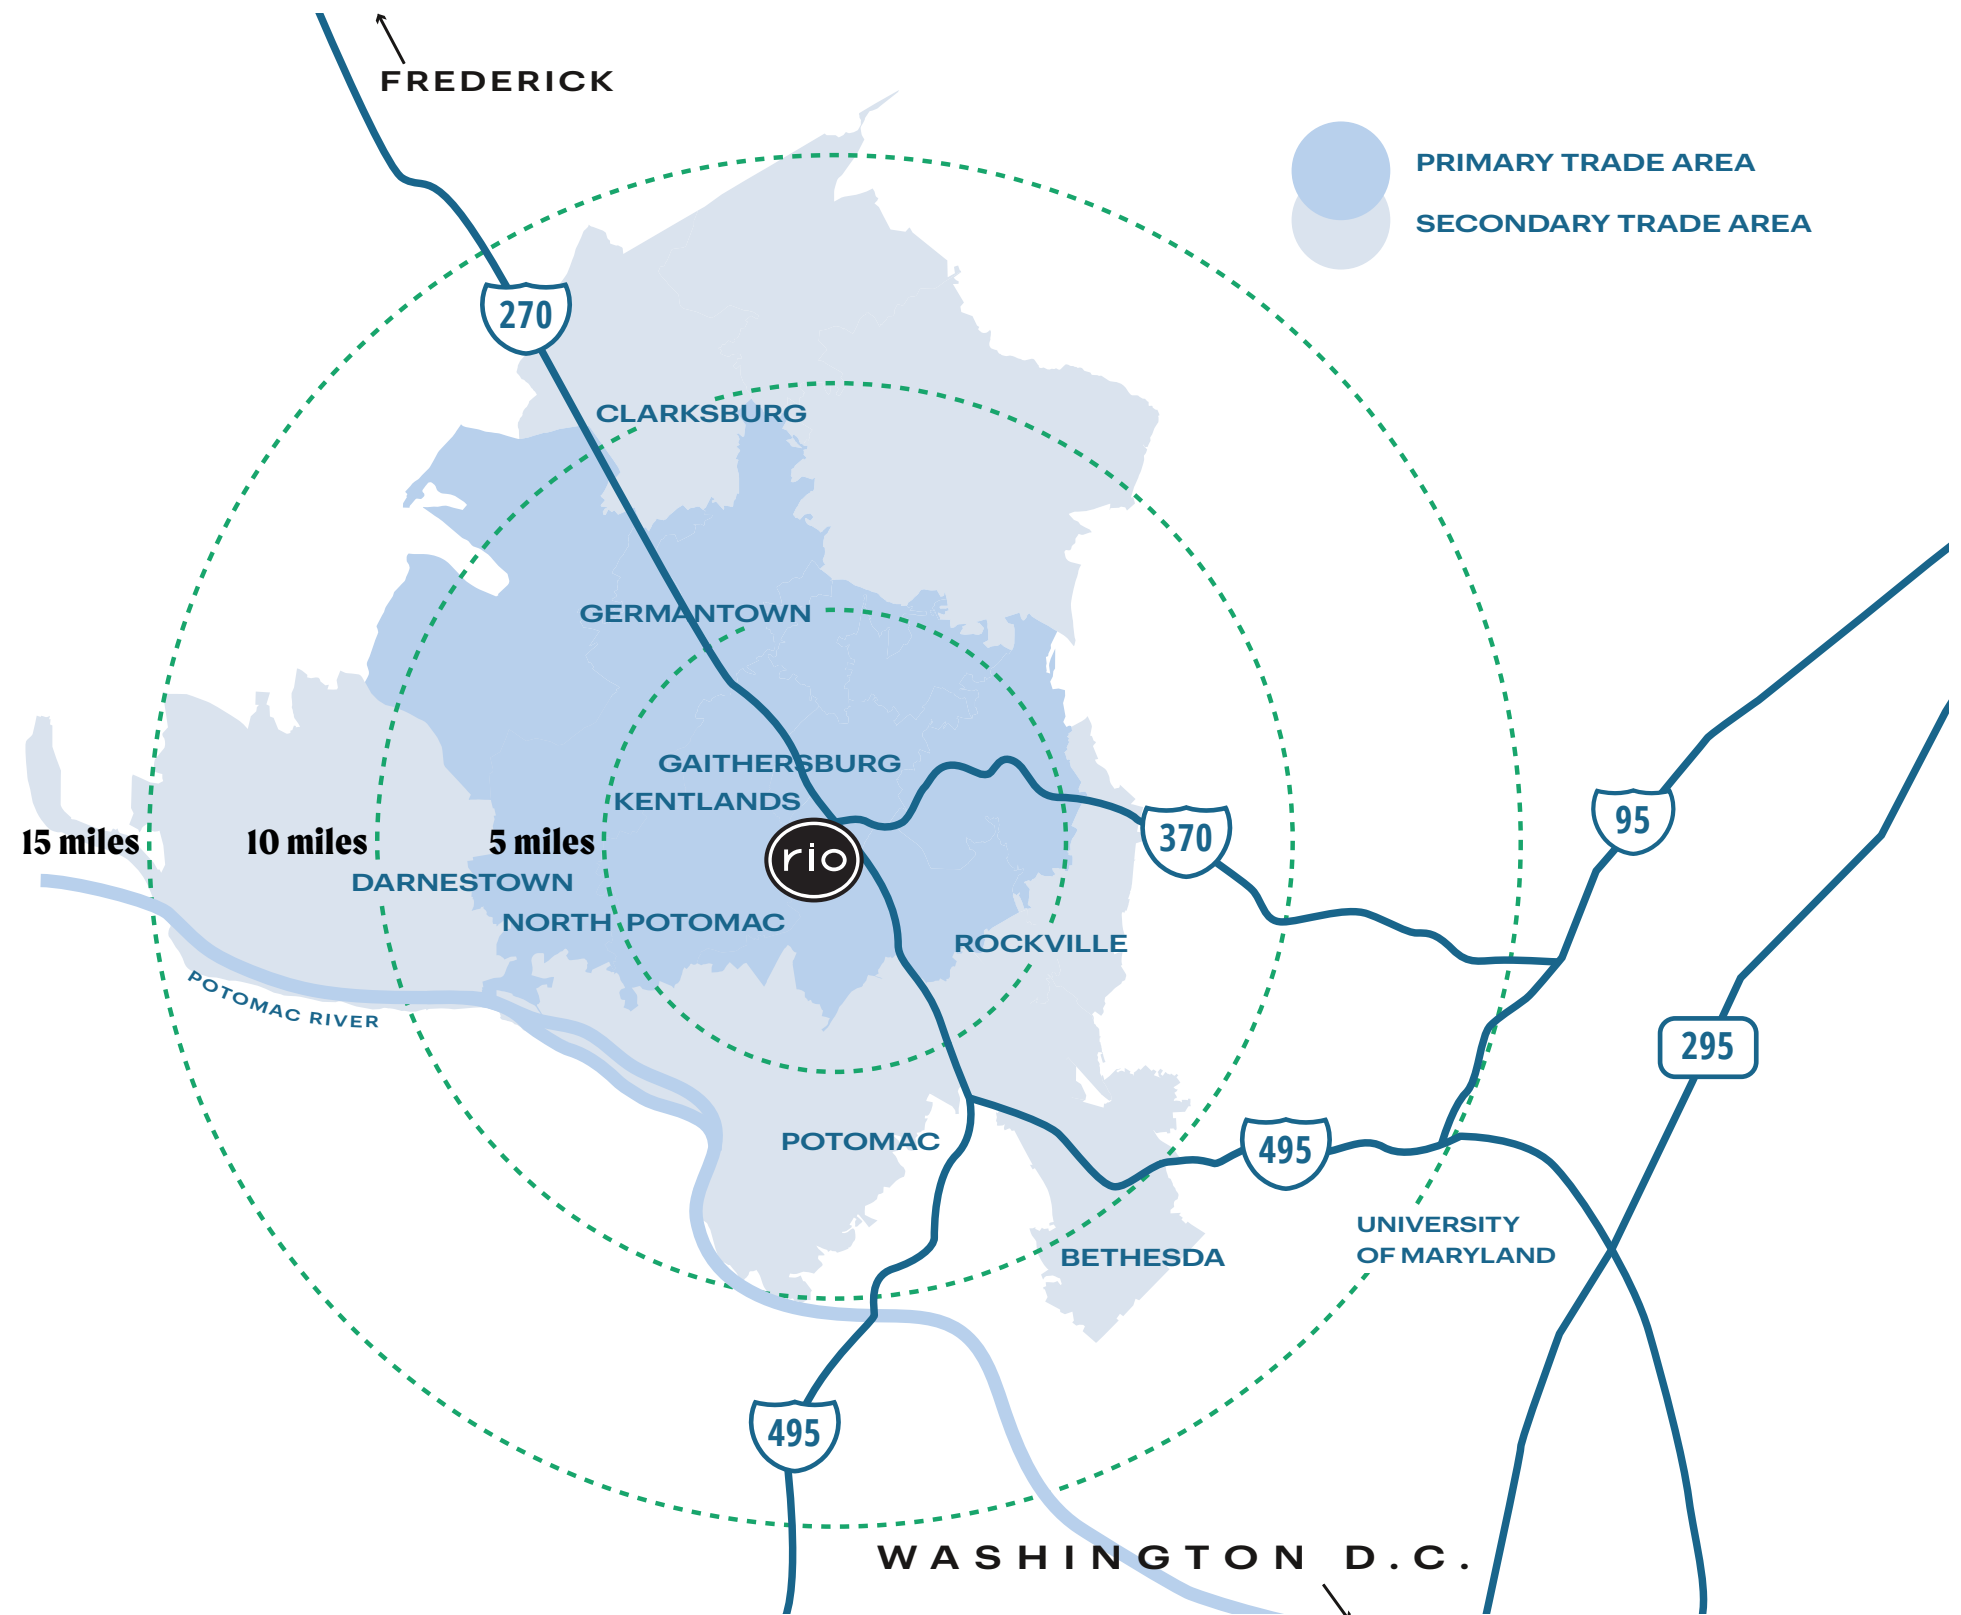 FREDERICK
PRIMARY TRADE AREA
SECONDARY TRADE AREA
270
CLARKSBURG
GERMANTOWN
GAITHERSBURG
KENTLANDS
95
370
15 miles
10 miles
5 miles
rio
DARNESTOWN
NORTH POTOMAC
ROCKVILLE
POTOMAC RIVER
295
POTOMAC
495
UNIVERSITY
OF MARYLAND
BETHESDA
495
WASHINGTON D.C.